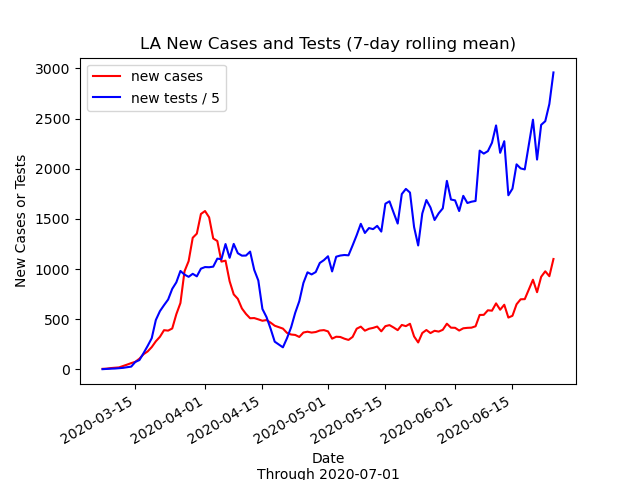 LA New Cases and Tests (7-day rolling mean)
new cases
new tests / 5
New Cases or Tests
3000
2500
2000
1500
1000
500
0
2020-03-15
2020-04-01
2020-04-15
2020-05-01
2020-05-15
2020-06-01
2020-06-15
Date
Through 2020-07-01